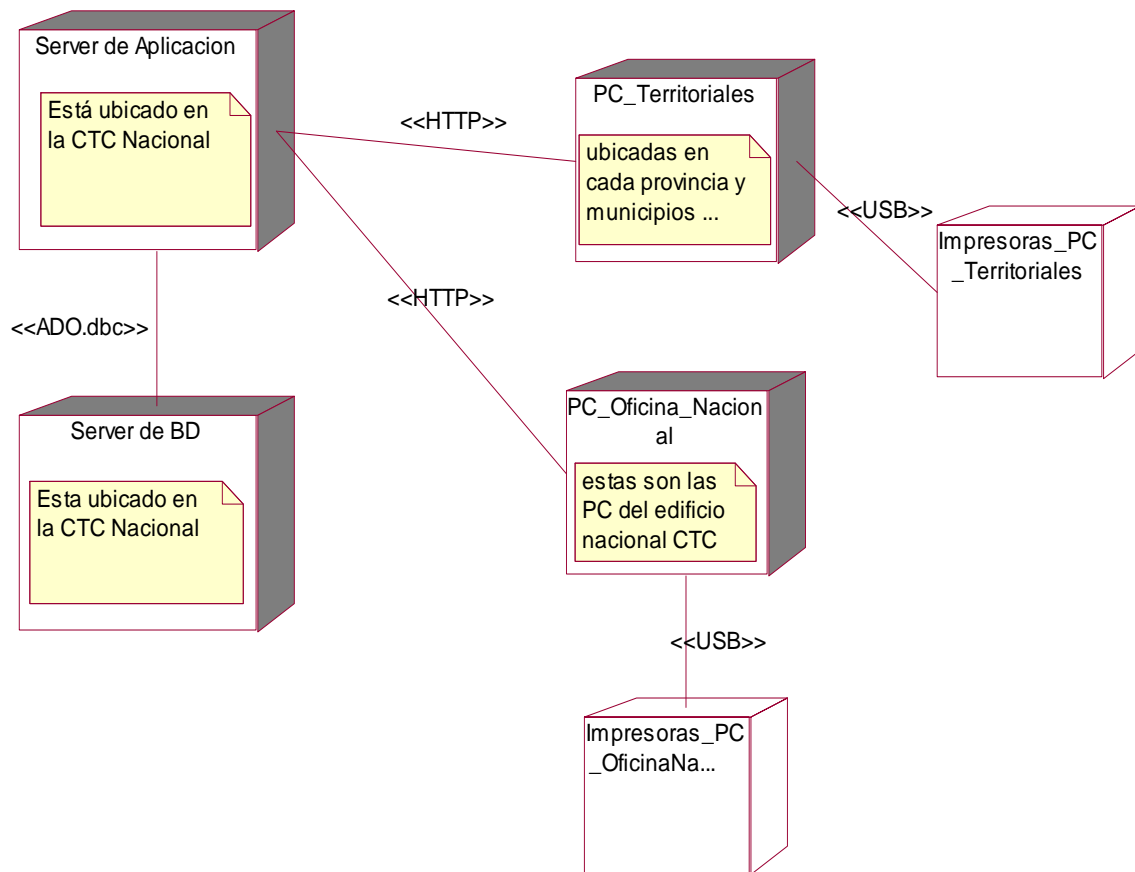 Server de Aplicacion
Está ubicado en
la CTC Nacional
<<HTTP>>
PC_Territoriales
ubicadas en
cada provincia y
municipios ...
<<USB>>
Impresoras_PC
_Territoriales
<<HTTP>>
<<ADO.dbc>>
Server de BD
Esta ubicado en
la CTC Nacional
PC_Oficina_Nacion
al
estas son las
PC del edificio
nacional CTC
<<USB>>
Impresoras_PC
_OficinaNa...